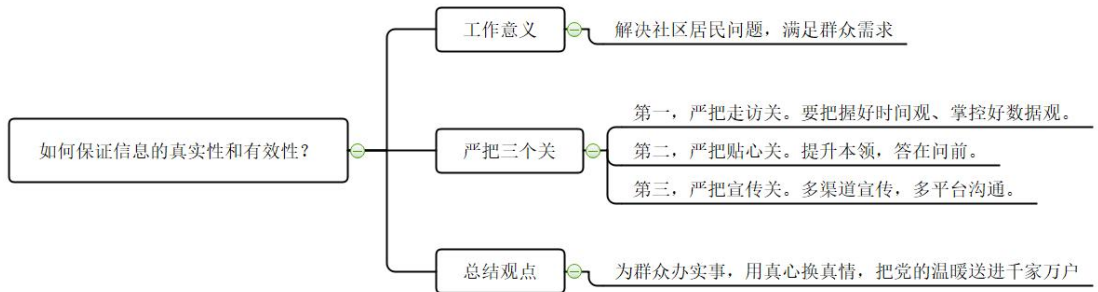 工作意义
解决社区居民问题，满足群众需求
如何保证信息的真实性和有效性？
严把三个关
第一，严把走访关。要把握好时间观、掌控好数据观。
第二，严把贴心关。提升本领，答在问前。
第三，严把宣传关。多渠道宣传，多平台沟通。
总结观点
为群众办实事，用真心换真情，把党的温暖送进千家万户